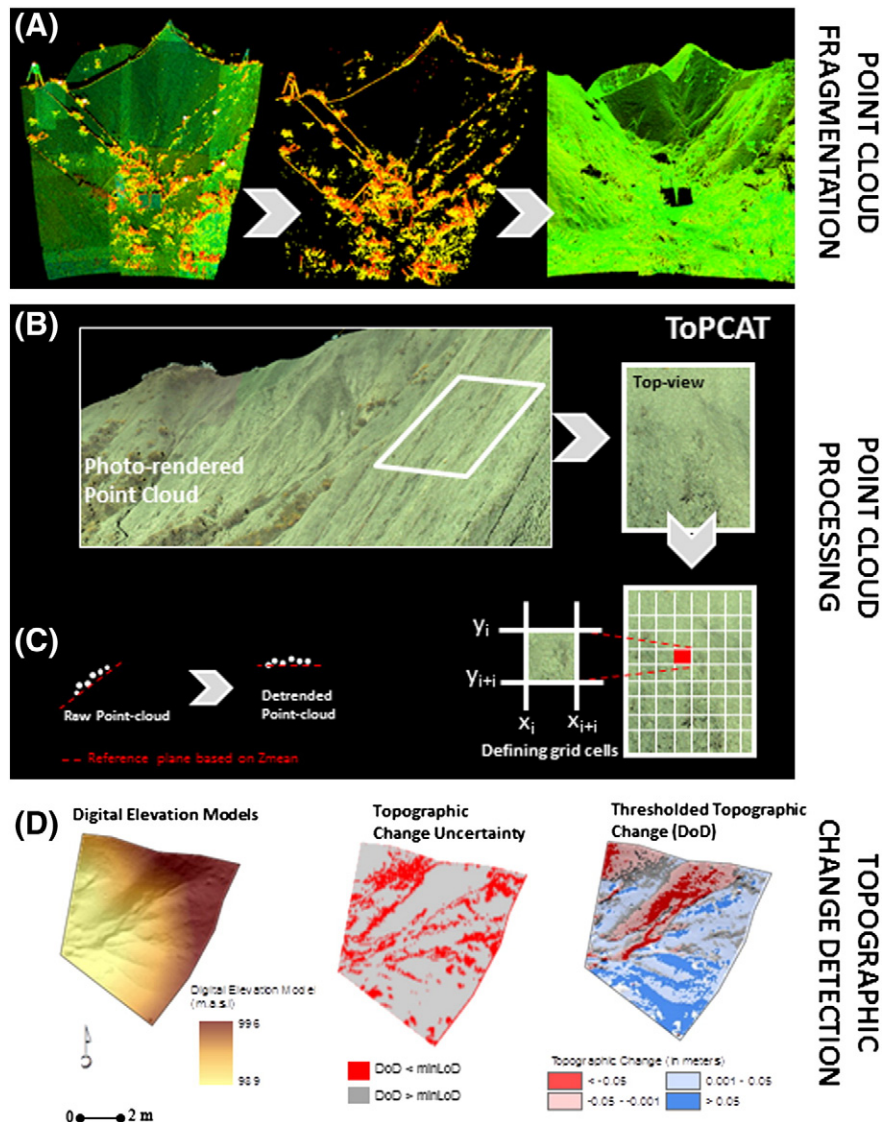 (A)
POINT CLOUD
FRAGMENTATION
(B)
ToPCAT
Top-view
Photo-rendered
Point Cloud
POINT CLOUD
PROCESSING
(C)
Raw Point-cloud
Detrended
Point-cloud
Reference plane based on Zmean
yi
yi+i
xi
xi+i
Defining grid cells
(D)
Digital Elevation Models
Topographic
Change Uncertainty
Thresholded Topographic
Change (DoD)
TOPOGRAPHIC
CHANGE DETECTION
Digital Elevation Model
(m.a.s.l)
996
989
0 2 m
DoD < minLoD
DoD > minLoD
Topographic Change (in meters)
< -0.05
-0.05 - -0.001
0.001 - 0.05
> 0.05